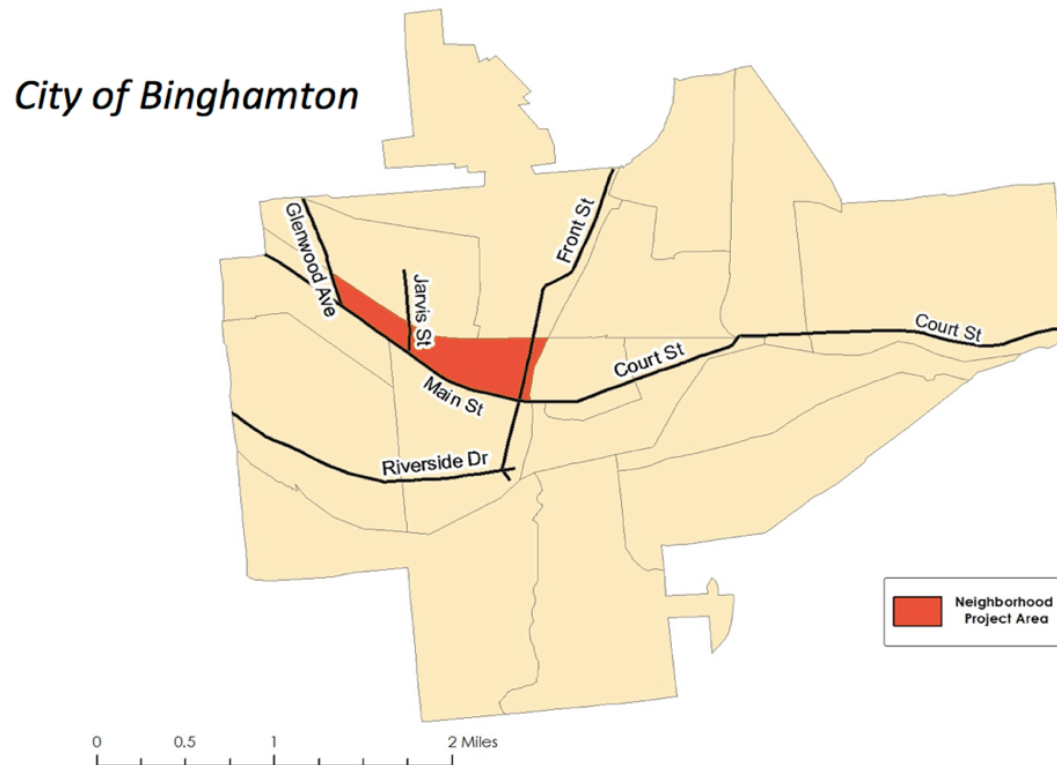 City of Binghamton
Glenwood Ave
Front St
Jarvis St
Court St
Court St
Main St
Riverside Dr
Neighborhood
Project Area
0 0.5 1 2 Miles